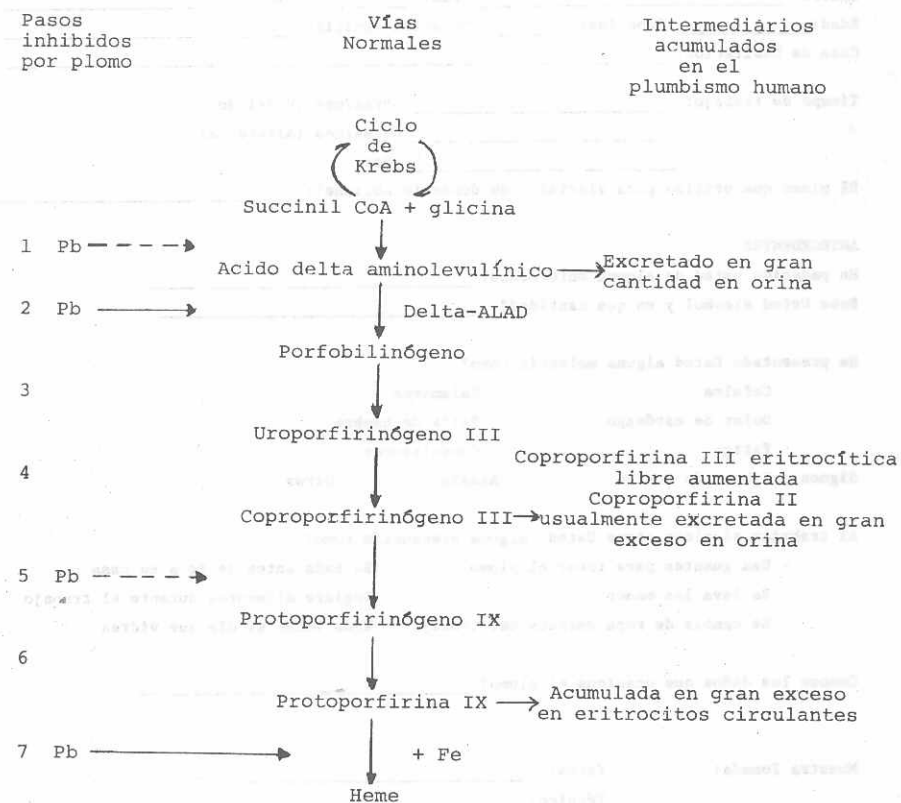 Pasos
inhibidos
por plomo
Vías
Normales
Intermediários
acumulados
en el
plumbismo humano
Ciclo
de
Krebs
Succinil CoA + glicina
1 Pb
Acido delta aminolevulínico
Excretado en gran
cantidad en orina
2 Pb
Delta-ALAD
Porfobilinógeno
3
Uroporfirinógeno III
4
Coproporfirina III eritrocítica
libre aumentada
Coproporfirina II
Coproporfirinógeno III
usualmente excretada en gran
exceso en orina
5 Pb
Protoporfirinógeno IX
6
Protoporfirina IX
Acumulada en gran exceso
en eritrocitos circulantes
7 Pb
+ Fe
Heme